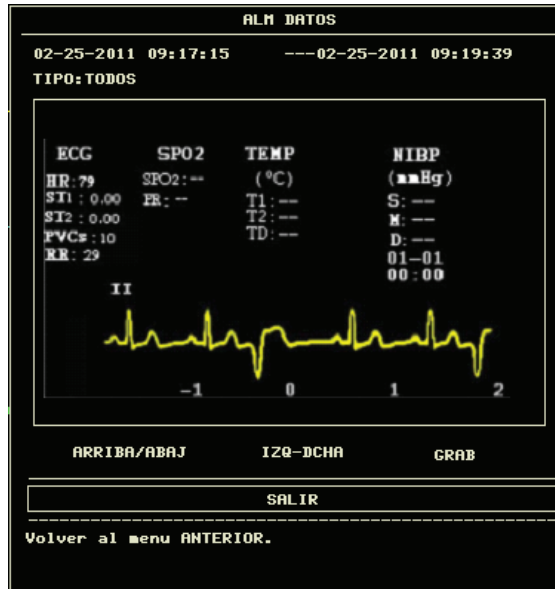 ALM DATOS
02-25-2011 09:17:15 ---02-25-2011 09:19:39
TIPO:TODOS
ECG SPO2 TEMP NIBP
HR:79 SPO2:-- (°C) (mmHg)
ST1 : 0.00 PR: -- T1:-- S: --
ST2 : 0.00 T2:-- M: --
PVCs : 10 TD:-- D: --
RR: 29 01-01
00:00
II
-1 0 1 2
ARRIBA/ABAJ IZQ-DCHA GRAB
SALIR
Volver al menu ANTERIOR.